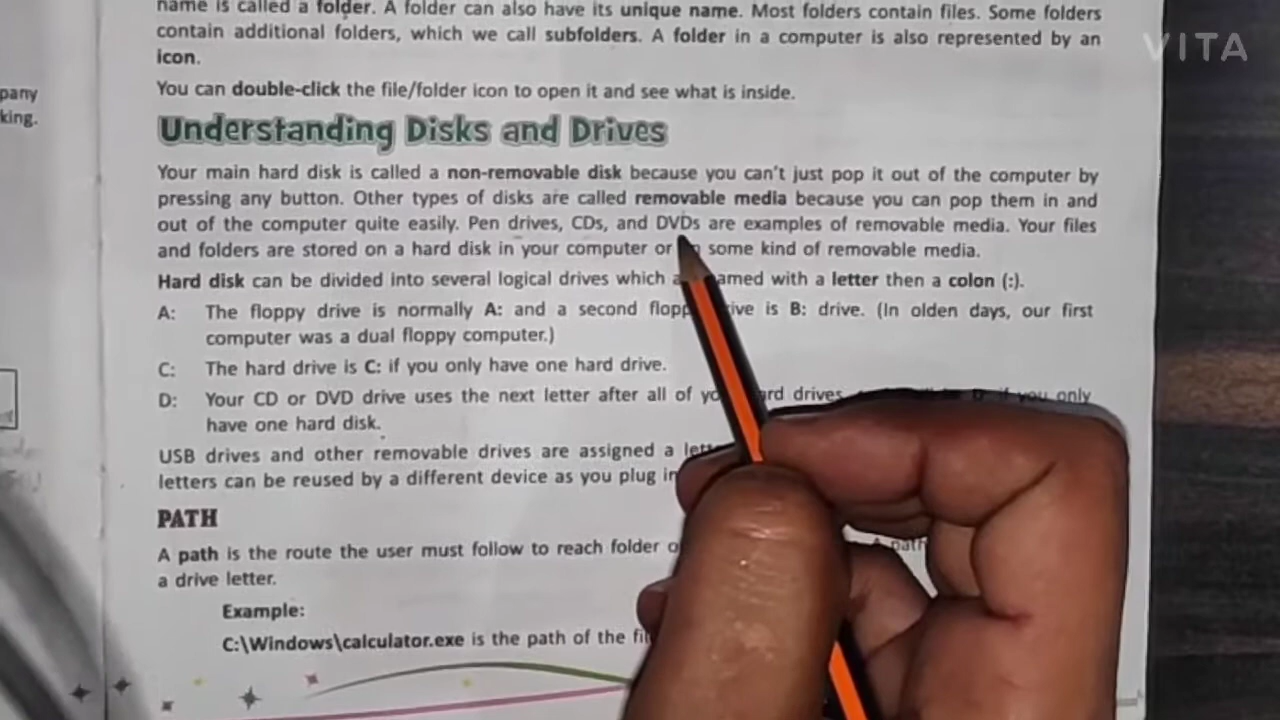 name is called a folder. A folder can also have its unique name. Most folders contain files. Some folders
contain additional folders, which we call subfolders. A folder in a computer is also represented by an
icon.
VITA
pany
king.
You can double-click the file/folder icon to open it and see what is inside.
Understanding Disks and Drives
Your main hard disk is called a non-removable disk because you can't just pop it out of the computer by
pressing any button. Other types of disks are called removable media because you can pop them in and
out of the computer quite easily. Pen drives, CDs, and DVDs are examples of removable media. Your files
and folders are stored on a hard disk in your computer or some kind of removable media.
Hard disk can be divided into several logical drives which named with a letter then a colon (:).
A: The floppy drive is normally A: and a second floppy drive is B: drive. (In olden days, our first
computer was a dual floppy computer.)
C: The hard drive is C: if you only have one hard drive.
D: Your CD or DVD drive uses the next letter after all of hard drives if you only
have one hard disk.
USB drives and other removable drives are assigned a
letters can be reused by a different device as you plug
PATH
A path is the route the user must follow to reach folder A path
a drive letter.
Example:
C:\Windows\calculator.exe is the path of the